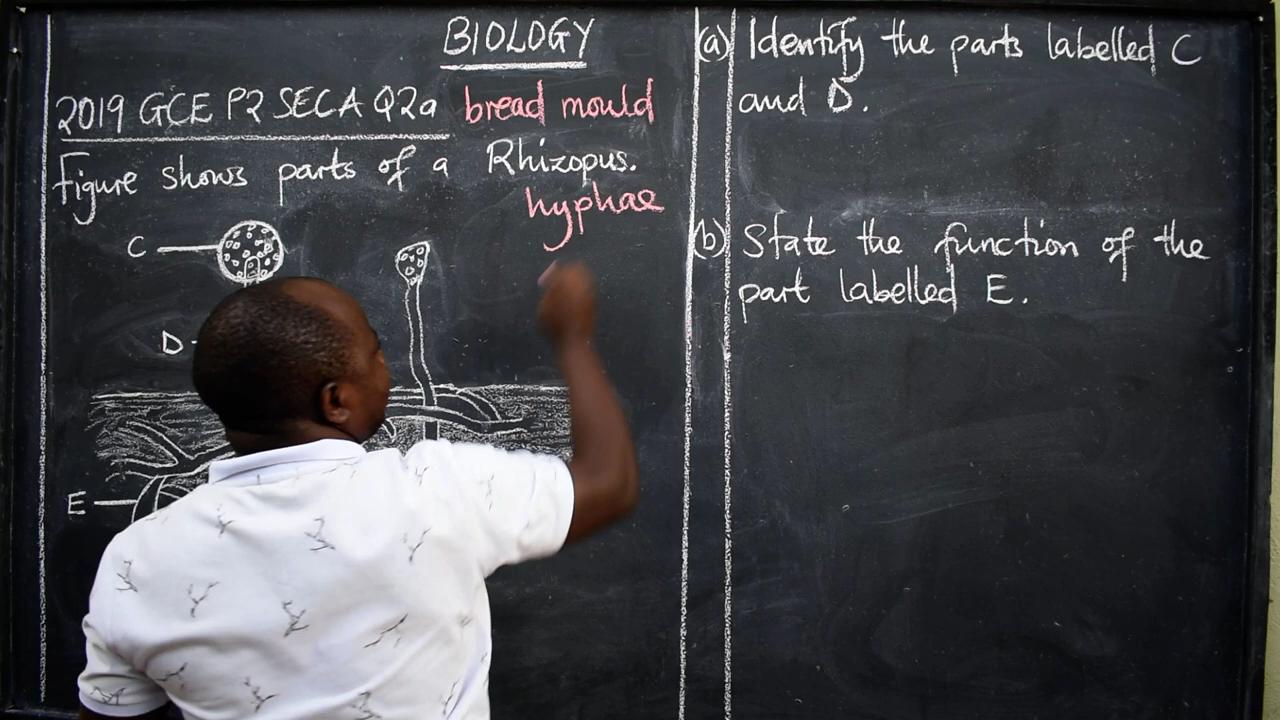 BIOLOGY
2019 GCE P2 SEC A Q2a bread mould
Figure shows parts of a Rhizopus.
hyphae
C
D
E
(a) Identify the parts labelled C
and D.
(b) State the function of the
part labelled E.